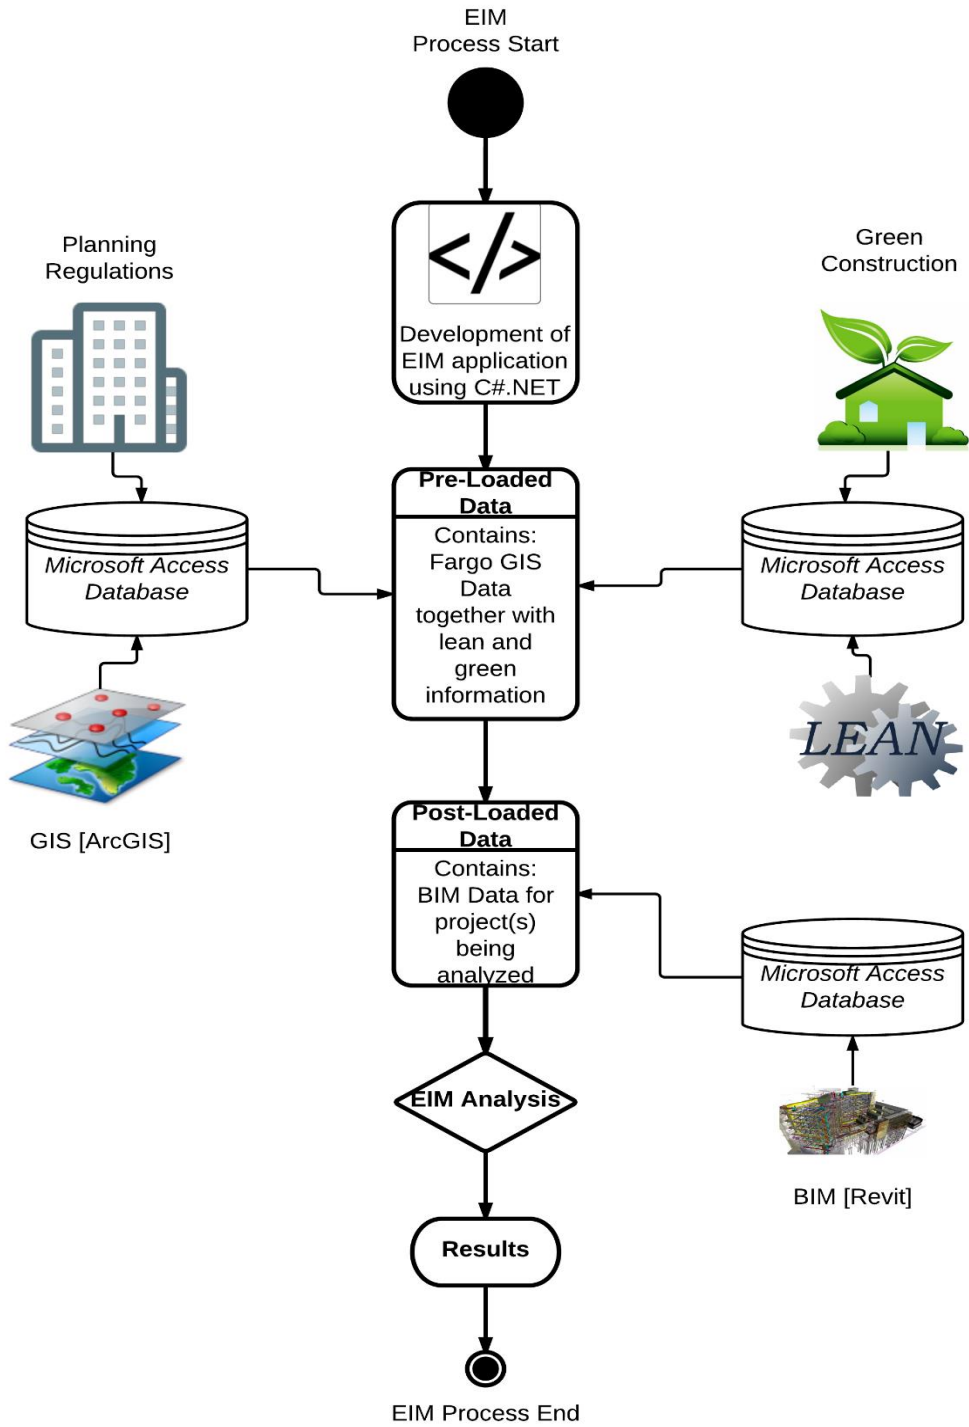 EIM
Process Start
</>
Development of
EIM application
using C#.NET
Planning
Regulations
Green
Construction
Microsoft Access
Database
Pre-Loaded
Data
Contains:
Fargo GIS
Data
together with
lean and
green
information
Microsoft Access
Database
GIS [ArcGIS]
LEAN
Post-Loaded
Data
Contains:
BIM Data for
project(s)
being
analyzed
Microsoft Access
Database
BIM [Revit]
EIM Analysis
Results
EIM Process End